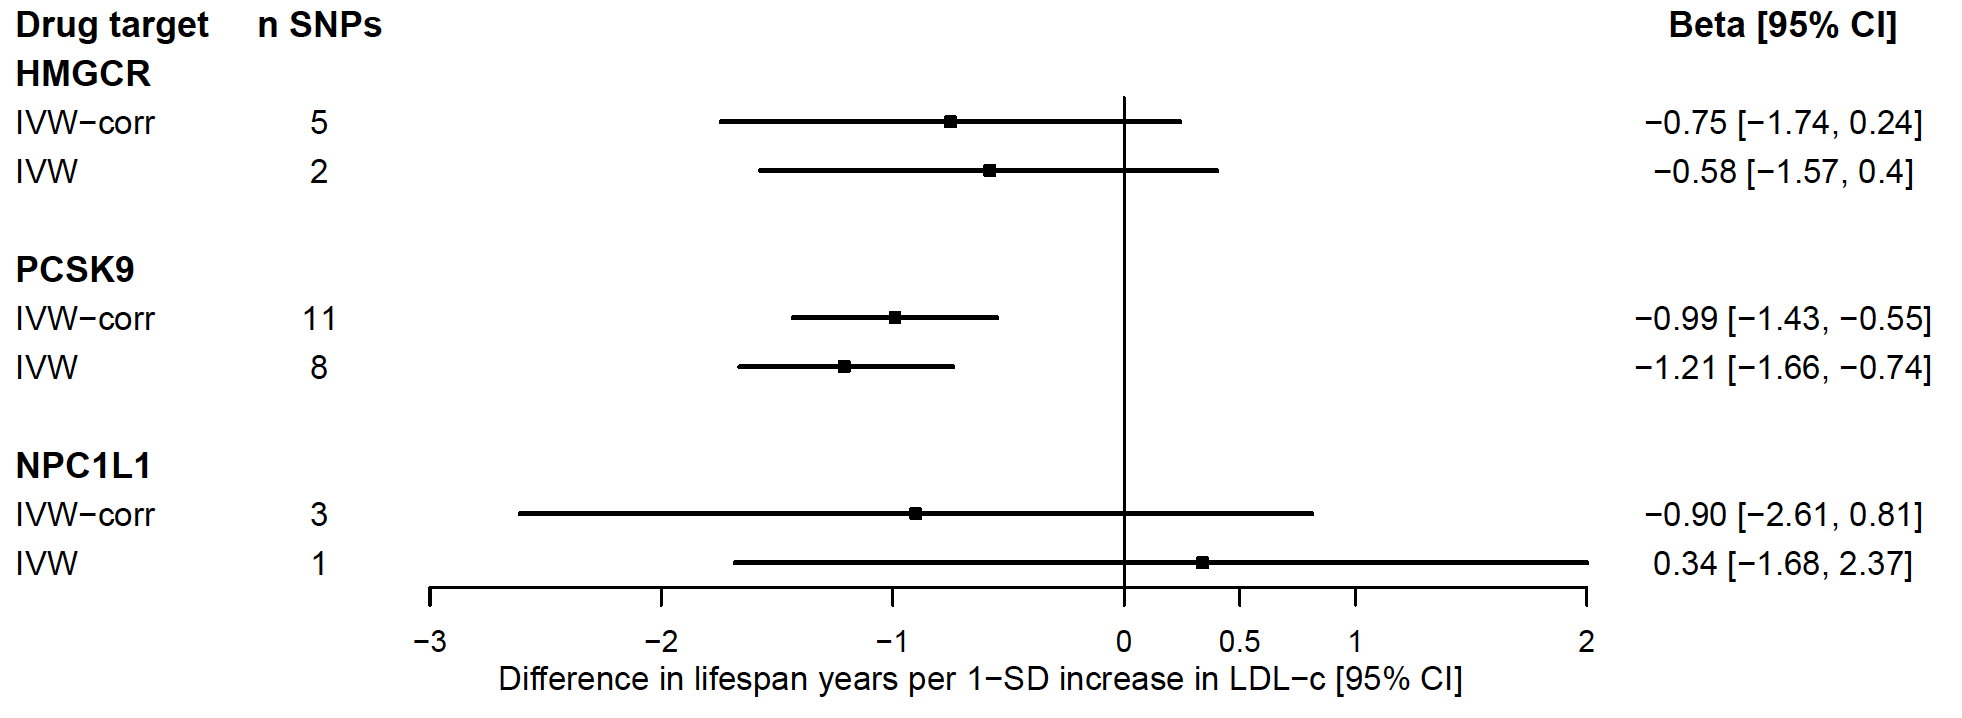 Drug target n SNPs Beta [95% CI]
HMGCR
IVW−corr 5 −0.75 [−1.74, 0.24]
IVW 2 −0.58 [−1.57, 0.4]
PCSK9
IVW−corr 11 −0.99 [−1.43, −0.55]
IVW 8 −1.21 [−1.66, −0.74]
NPC1L1
IVW−corr 3 −0.90 [−2.61, 0.81]
IVW 1 0.34 [−1.68, 2.37]
−3 −2 −1 0 0.5 1 2
Difference in lifespan years per 1−SD increase in LDL−c [95% CI]